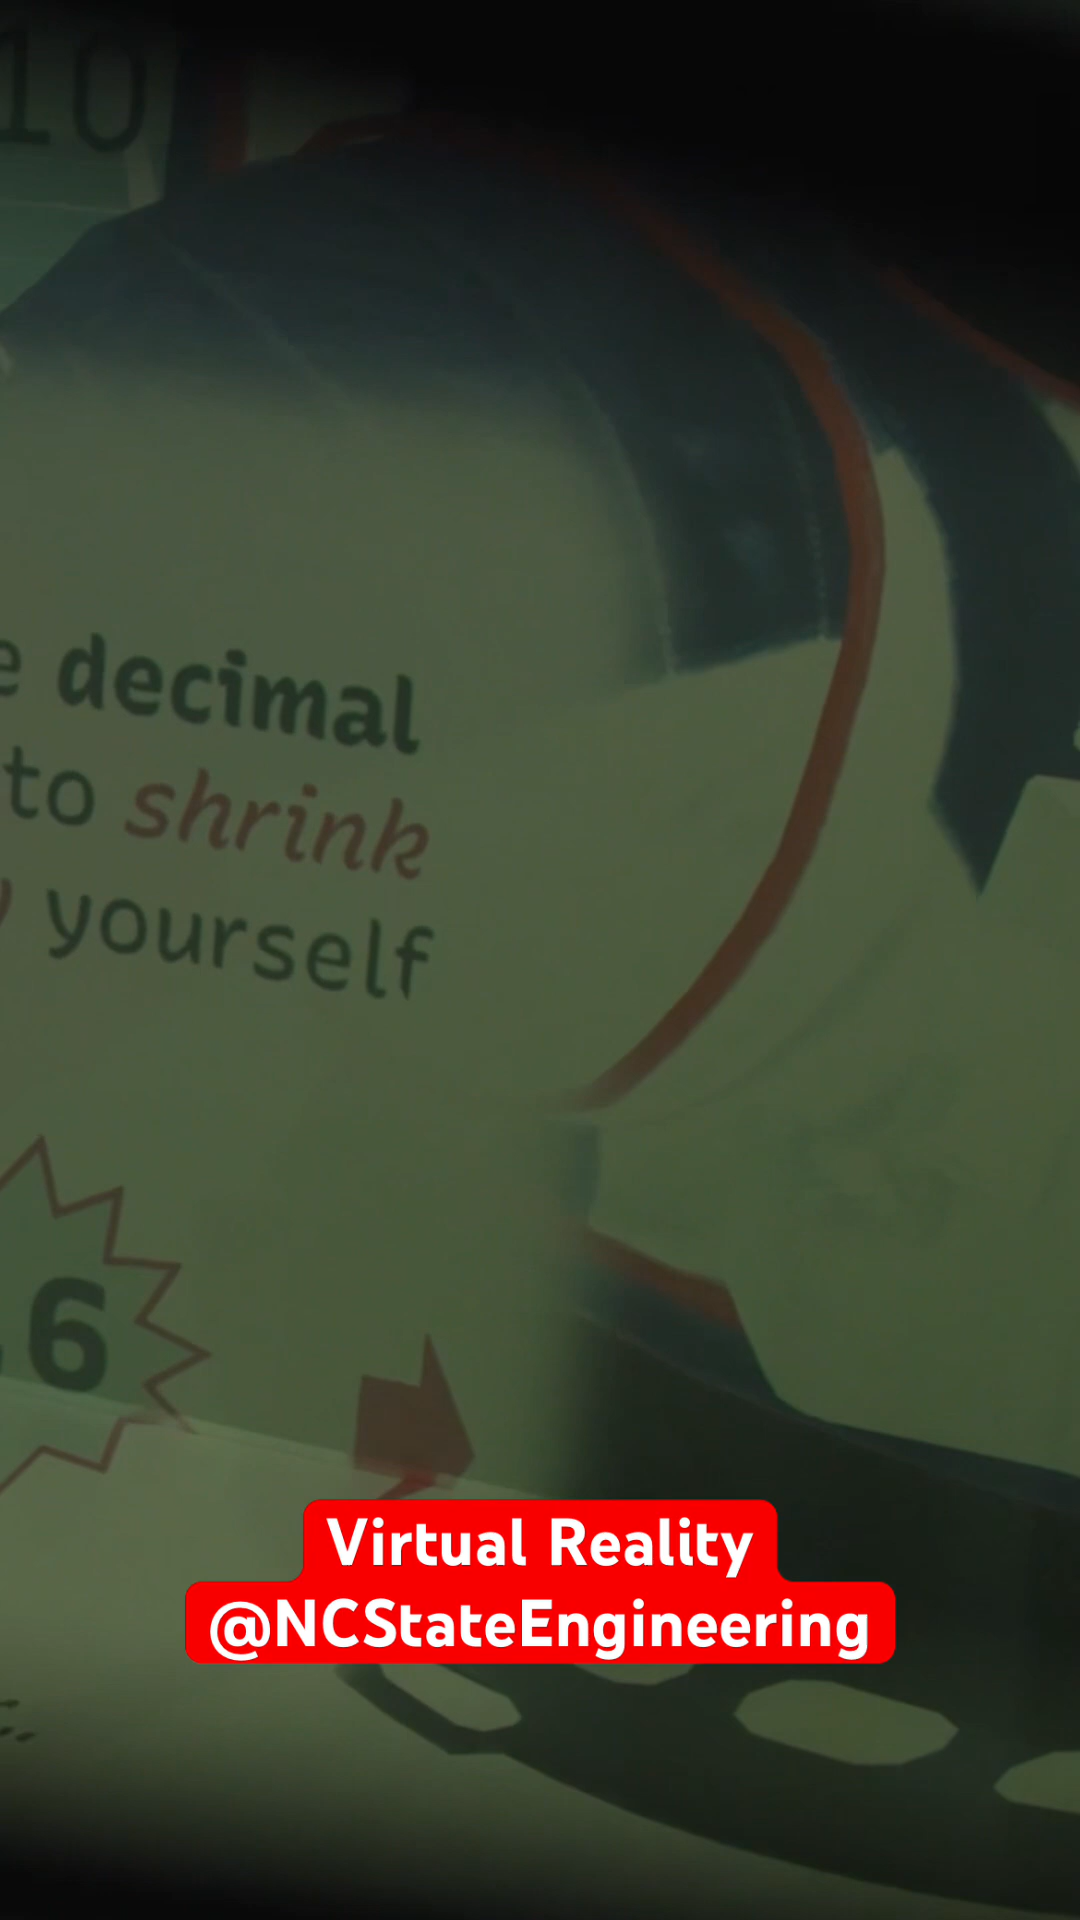 10
e decimal
to shrink
yourself
.6
Virtual Reality
@NCStateEngineering